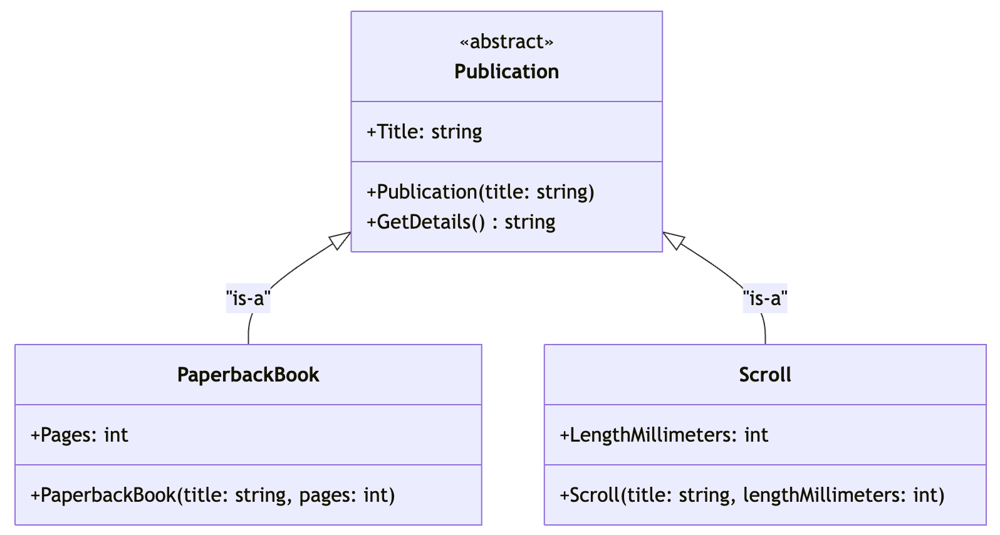 «abstract»
Publication
+Title: string
+Publication(title: string)
+GetDetails() : string
"is-a"
"is-a"
PaperbackBook
+Pages: int
+PaperbackBook(title: string, pages: int)
Scroll
+LengthMillimeters: int
+Scroll(title: string, lengthMillimeters: int)